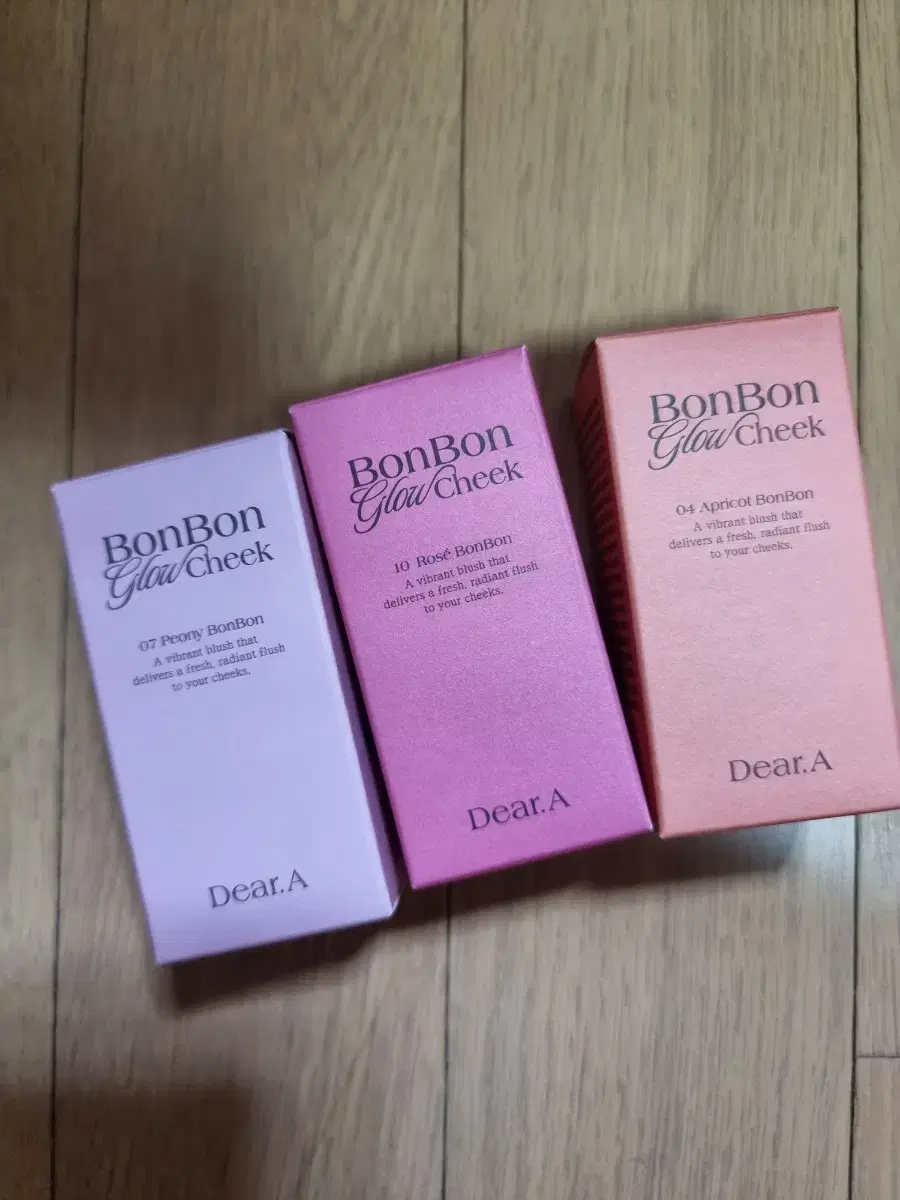 BonBon
Glow Cheek
07 Peony BonBon
A vibrant blush that
delivers a fresh, radiant flush
to your cheeks.
Dear.A
BonBon
Glow Cheek
10 Rosé BonBon
A vibrant blush that
delivers a fresh, radiant flush
to your cheeks.
Dear.A
BonBon
Glow Cheek
04 Apricot BonBon
A vibrant blush that
delivers a fresh, radiant flush
to your cheeks.
Dear.A